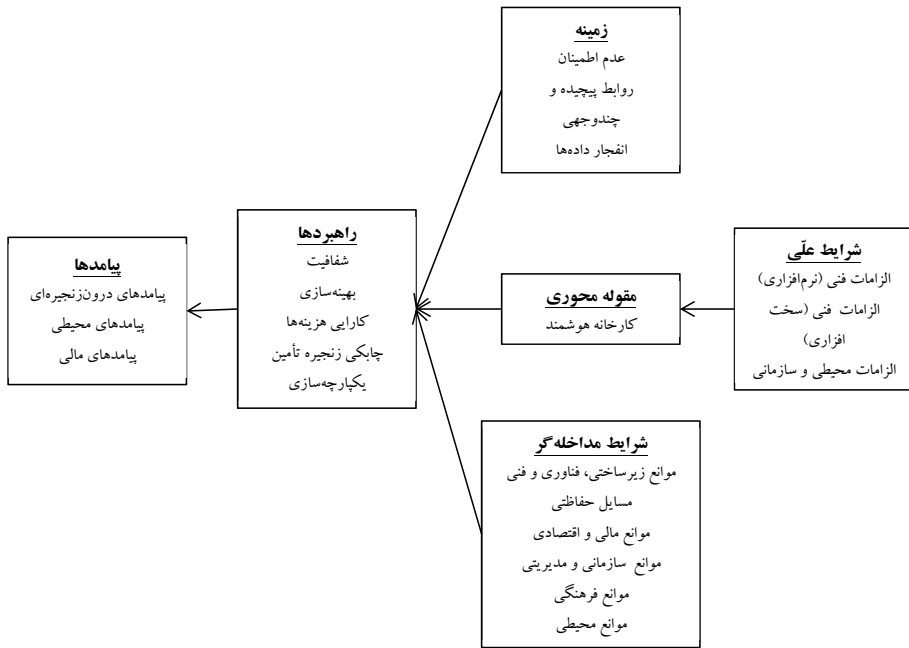 زمینه
عدم اطمینان
روابط پیچیده و
چندوجهی
انفجار داده‌ها
شرایط علّی
الزامات فنی (نرم‌افزاری)
الزامات فنی (سخت
افزاری)
الزامات محیطی و سازمانی
مقوله محوری
کارخانه هوشمند
راهبردها
شفافیت
بهینه‌سازی
کارایی هزینه‌ها
چابکی زنجیره تأمین
یکپارچه‌سازی
پیامدها
پیامدهای درون‌زنجیره‌ای
پیامدهای محیطی
پیامدهای مالی
شرایط مداخله‌گر
موانع زیرساختی، فناوری و فنی
مسایل حفاظتی
موانع مالی و اقتصادی
موانع سازمانی و مدیریتی
موانع فرهنگی
موانع محیطی